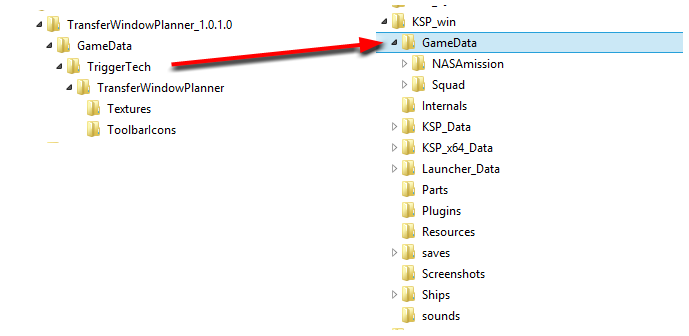 TransferWindowPlanner_1.0.1.0
GameData
TriggerTech
TransferWindowPlanner
Textures
ToolbarIcons
KSP_win
GameData
NASAmission
Squad
Internals
KSP_Data
KSP_x64_Data
Launcher_Data
Parts
Plugins
Resources
saves
Screenshots
Ships
sounds